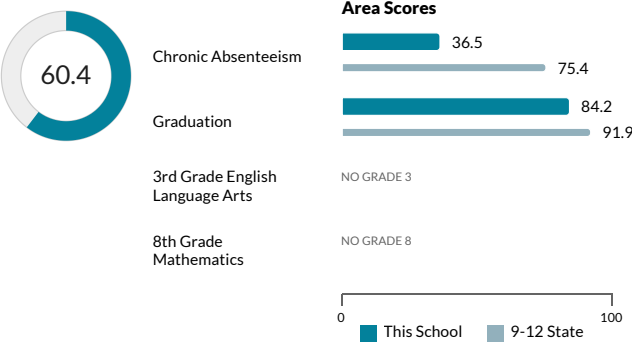 Area Scores
60.4
Chronic Absenteeism
36.5
75.4
Graduation
84.2
91.9
3rd Grade English
Language Arts
NO GRADE 3
8th Grade
Mathematics
NO GRADE 8
0
100
This School
9-12 State